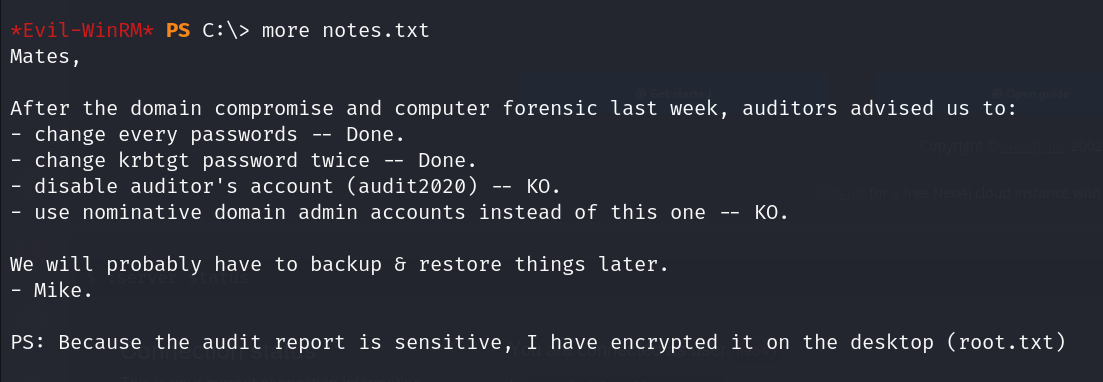 *Evil-WinRM* PS C:\> more notes.txt
Mates,
After the domain compromise and computer forensic last week, auditors advised us to:
- change every passwords -- Done.
- change krbtgt password twice -- Done.
- disable auditor's account (audit2020) -- KO.
- use nominative domain admin accounts instead of this one -- KO.
We will probably have to backup & restore things later.
- Mike.
PS: Because the audit report is sensitive, I have encrypted it on the desktop (root.txt)